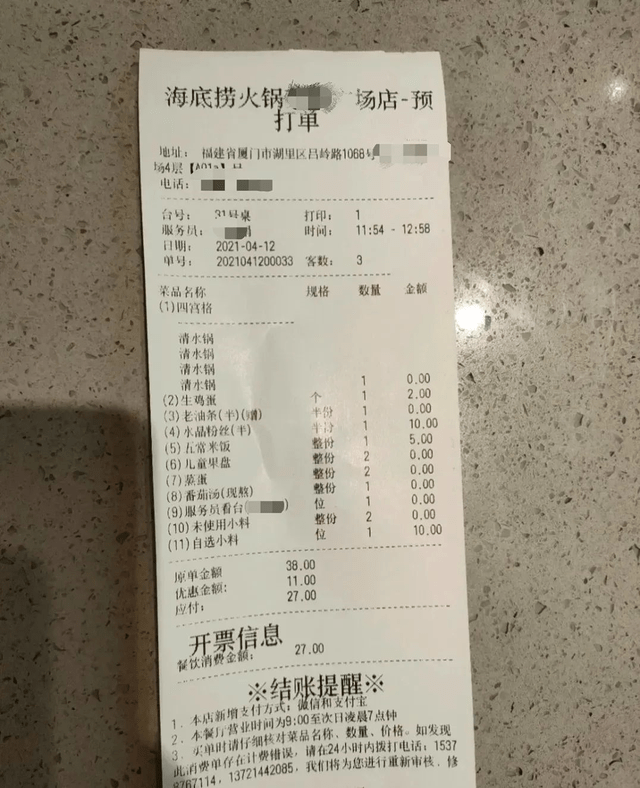 海底捞火锅 场店-预
打单
地址： 福建省厦门市湖里区吕岭路1068号
场4层【A01a】号
电话：
台号： 31号桌 打印： 1
服务员： 时间： 11:54 - 12:58
日期： 2021-04-12
单号： 2021041200033 客数： 3
菜品名称 规格 数量 金额
(1)四宫格
清水锅
清水锅
清水锅
清水锅 1 0.00
(2)生鸡蛋 个 1 2.00
(3)老油条(半)(赠) 半份 1 0.00
(4)水晶粉丝(半) 半份 1 10.00
(5)五常米饭 整份 1 5.00
(6)儿童果盘 整份 2 0.00
(7)蒸蛋 整份 2 0.00
(8)番茄汤(现熬) 整份 1 0.00
(9)服务员看台( ) 位 1 0.00
(10)未使用小料 整份 2 0.00
(11)自选小料 位 1 10.00
原单金额 38.00
优惠金额： 11.00
应付： 27.00
开票信息
餐饮消费金额： 27.00
※结账提醒※
1. 本店新增支付方式：微信和支付宝
2. 本餐厅营业时间为9:00至次日凌晨7点钟
3. 买单时请仔细核对菜品名称、数量、价格。如发现
此消费单存在计费错误，请在24小时内拨打电话：1537
8767114，13721442085，我们将为您进行重新审核、修